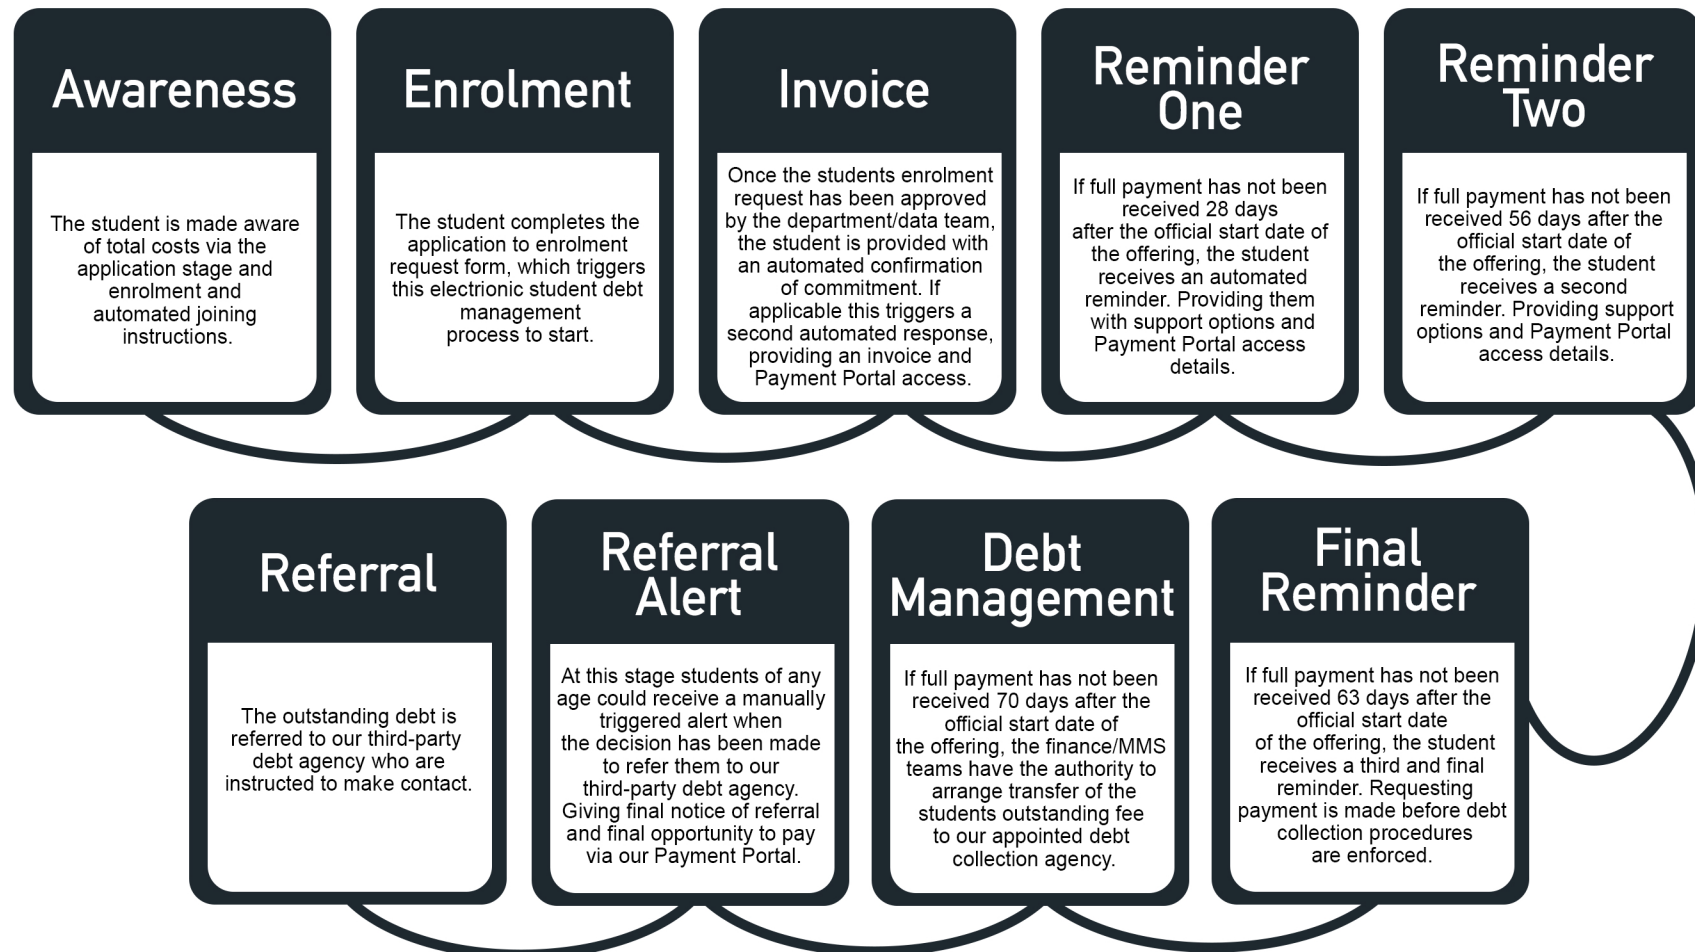 Awareness
The student is made aware
of total costs via the
application stage and
enrolment and
automated joining
instructions.
Enrolment
The student completes the
application to enrolment
request form, which triggers
this electrionic student debt
management
process to start.
Invoice
Once the students enrolment
request has been approved
by the department/data team,
the student is provided with
an automated confirmation
of commitment. If
applicable this triggers a
second automated response,
providing an invoice and
Payment Portal access.
Reminder
One
If full payment has not been
received 28 days
after the official start date of
the offering, the student
receives an automated
reminder. Providing them
with support options and
Payment Portal access
details.
Reminder
Two
If full payment has not been
received 56 days after the
official start date of
the offering, the student
receives a second
reminder. Providing support
options and Payment Portal
access details.
Final
Reminder
If full payment has not been
received 63 days after the
official start date
of the offering, the student
receives a third and final
reminder. Requesting
payment is made before debt
collection procedures
are enforced.
Debt
Management
If full payment has not been
received 70 days after the
official start date of
the offering, the finance/MMS
teams have the authority to
arrange transfer of the
students outstanding fee
to our appointed debt
collection agency.
Referral
Alert
At this stage students of any
age could receive a manually
triggered alert when
the decision has been made
to refer them to our
third-party debt agency.
Giving final notice of referral
and final opportunity to pay
via our Payment Portal.
Referral
The outstanding debt is
referred to our third-party
debt agency who are
instructed to make contact.